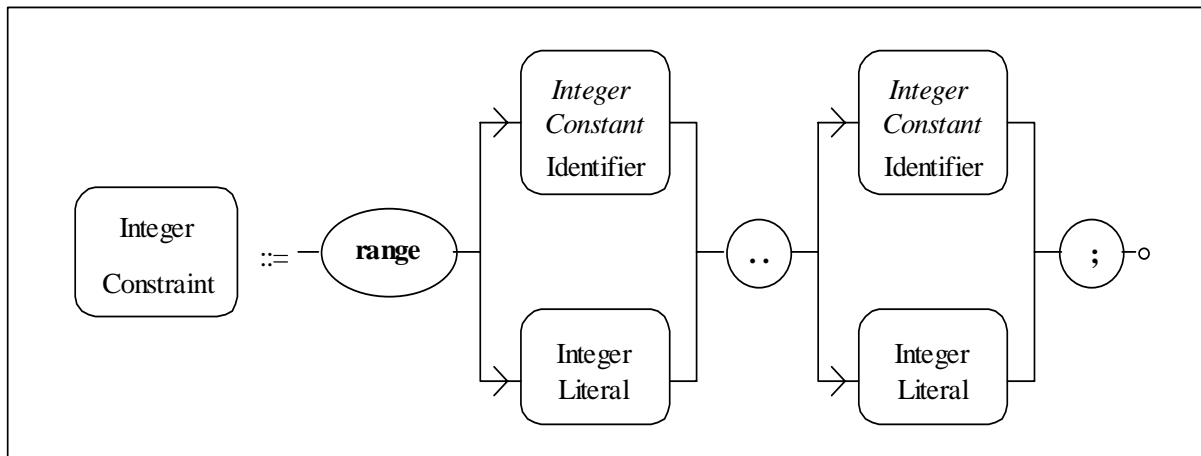 Integer
Constraint
::=
range
Integer
Constant
Identifier
Integer
Literal
. .
Integer
Constant
Identifier
Integer
Literal
;